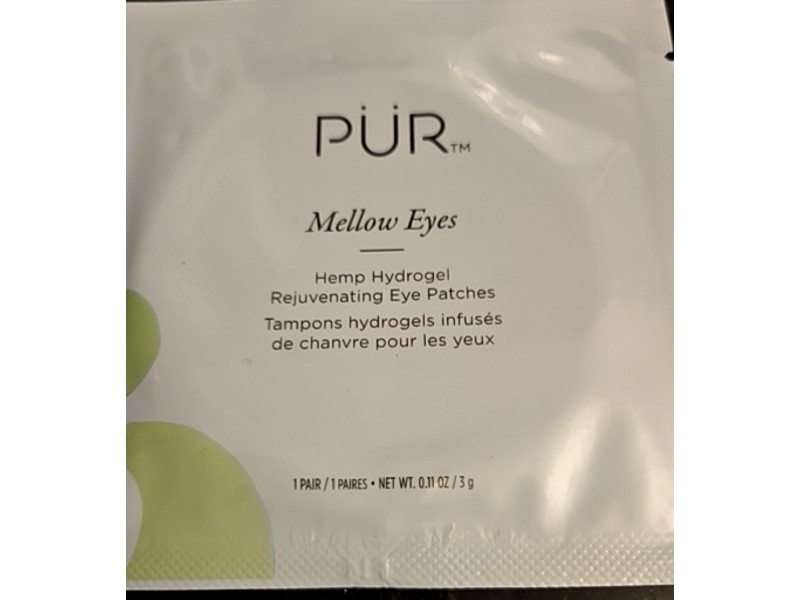 PÜR™
Mellow Eyes
Hemp Hydrogel
Rejuvenating Eye Patches
Tampons hydrogels infusés
de chanvre pour les yeux
1 PAIR / 1 PAIRES • NET WT. 0.11 OZ / 3 g